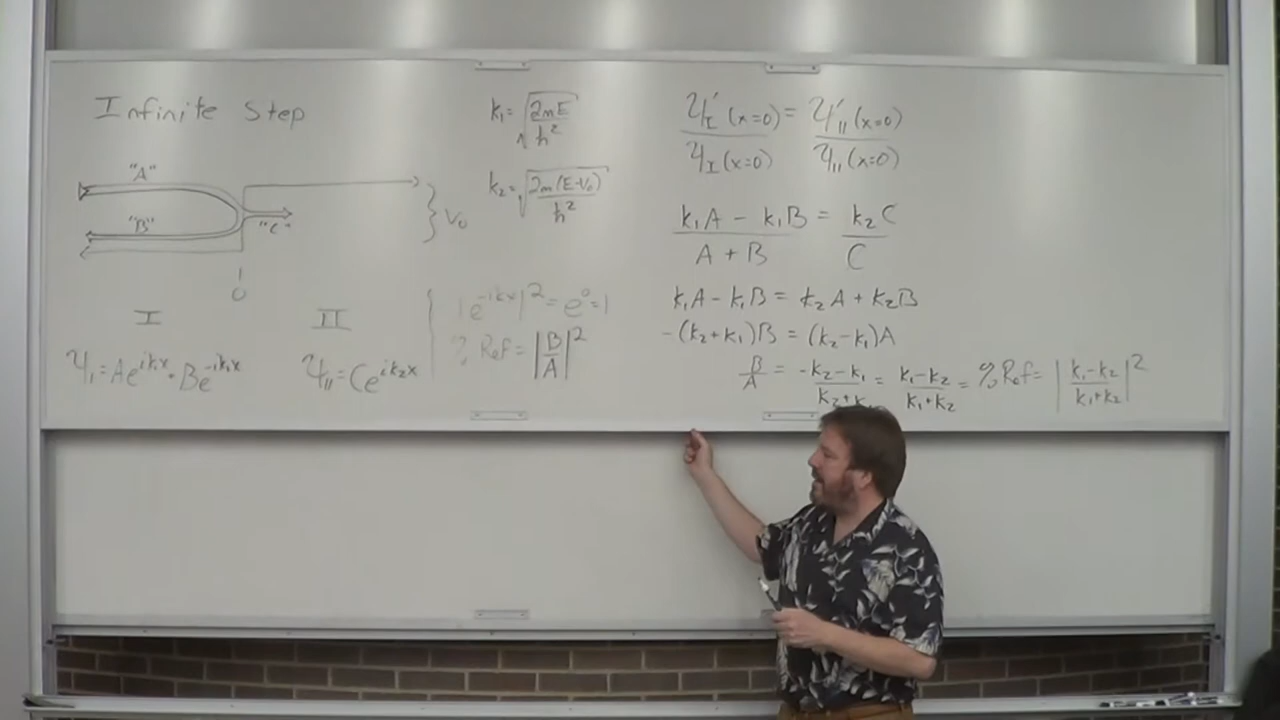 Infinite Step
"A"
"B"
"C"
} V₀
0
I
II
Ψ_I = Ae^{ik₁x} + Be^{-ik₁x}
Ψ_II = Ce^{ik₂x}
k₁ = √(2mE/ħ²)
k₂ = √(2m(E-V₀)/ħ²)
|e^{-ikx}|² = e⁰ = 1
% Ref = |B/A|²
Ψ'_I (x=0) / Ψ_I (x=0) = Ψ'_II (x=0) / Ψ_II (x=0)
(k₁A - k₁B) / (A + B) = k₂C / C
k₁A - k₁B = k₂A + k₂B
-(k₂+k₁)B = (k₂-k₁)A
B/A = -(k₂-k₁)/(k₂+k₁) = (k₁-k₂)/(k₁+k₂) = % Ref = |(k₁-k₂)/(k₁+k₂)|²